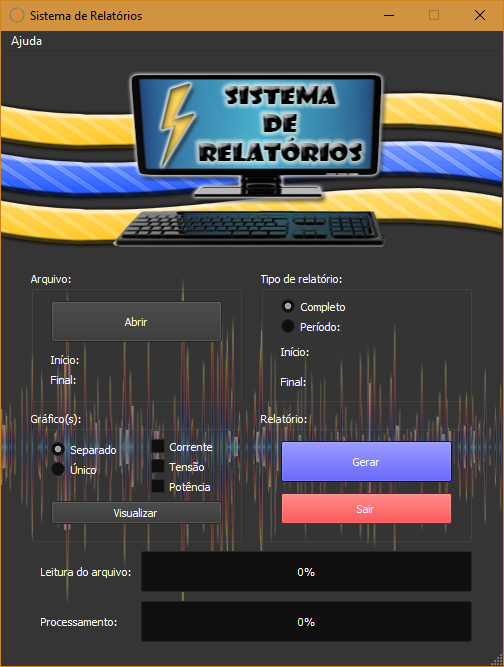 Sistema de Relatórios
Ajuda
SISTEMA
DE
RELATÓRIOS
Arquivo:
Abrir
Início:
Final:
Tipo de relatório:
Completo
Período:
Início:
Final:
Gráfico(s):
Separado
Único
Corrente
Tensão
Potência
Visualizar
Relatório:
Gerar
Sair
Leitura do arquivo: 0%
Processamento: 0%